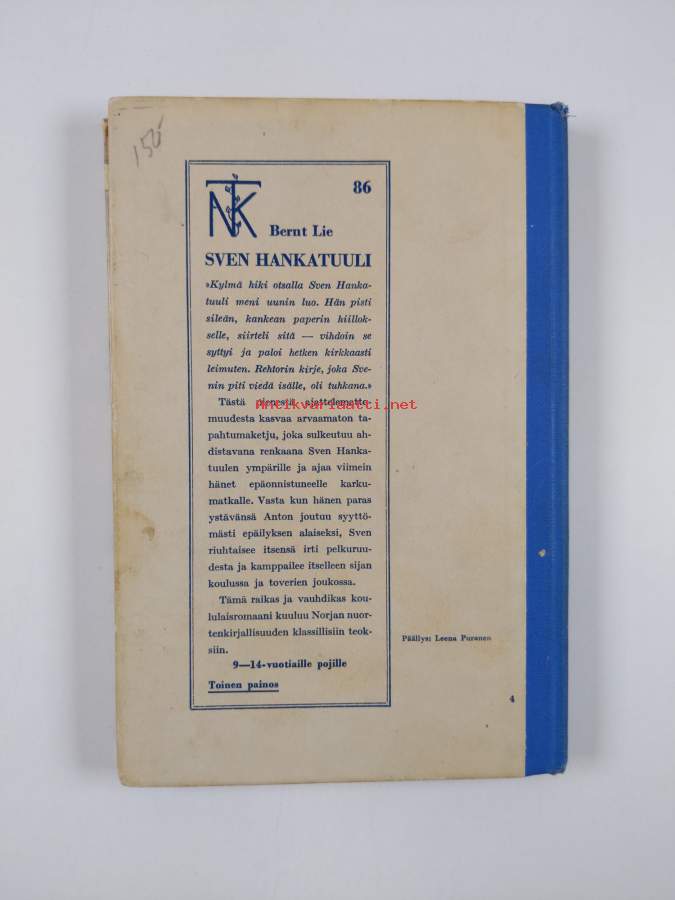 150
86
NTK
Bernt Lie
SVEN HANKATUULI
»Kylmä hiki otsalla Sven Hanka-
tuuli meni uunin luo. Hän pisti
sileän, kankean paperin hiillok-
selle, siirteli sitä — vihdoin se
syttyi ja paloi hetken kirkkaasti
leimuten. Rehtorin kirje, joka Sve-
nin piti viedä isälle, oli tuhkana.»
Tästä pienestä ajattelematto-
Antikvariaatti.net
muudesta kasvaa arvaamaton ta-
pahtumaketju, joka sulkeutuu ah-
distavana renkaana Sven Hanka-
tuulen ympärille ja ajaa viimein
hänet epäonnistuneelle karku-
matkalle. Vasta kun hänen paras
ystävänsä Anton joutuu syyttö-
mästi epäilyksen alaiseksi, Sven
riuhtaisee itsensä irti pelkuruu-
desta ja kamppailee itselleen sijan
koulussa ja toverien joukossa.
Tämä raikas ja vauhdikas kou-
lulaisromaani kuuluu Norjan nuor-
tenkirjallisuuden klassillisiin teok-
siin.
9—14-vuotiaille pojille
Toinen painos
Päällys: Leena Puranen
4